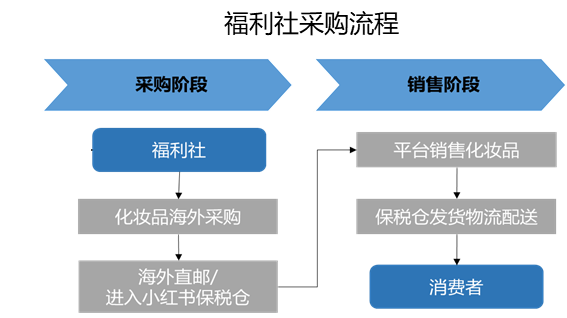 福利社采购流程
采购阶段
销售阶段
福利社
化妆品海外采购
海外直邮/
进入小红书保税仓
平台销售化妆品
保税仓发货物流配送
消费者